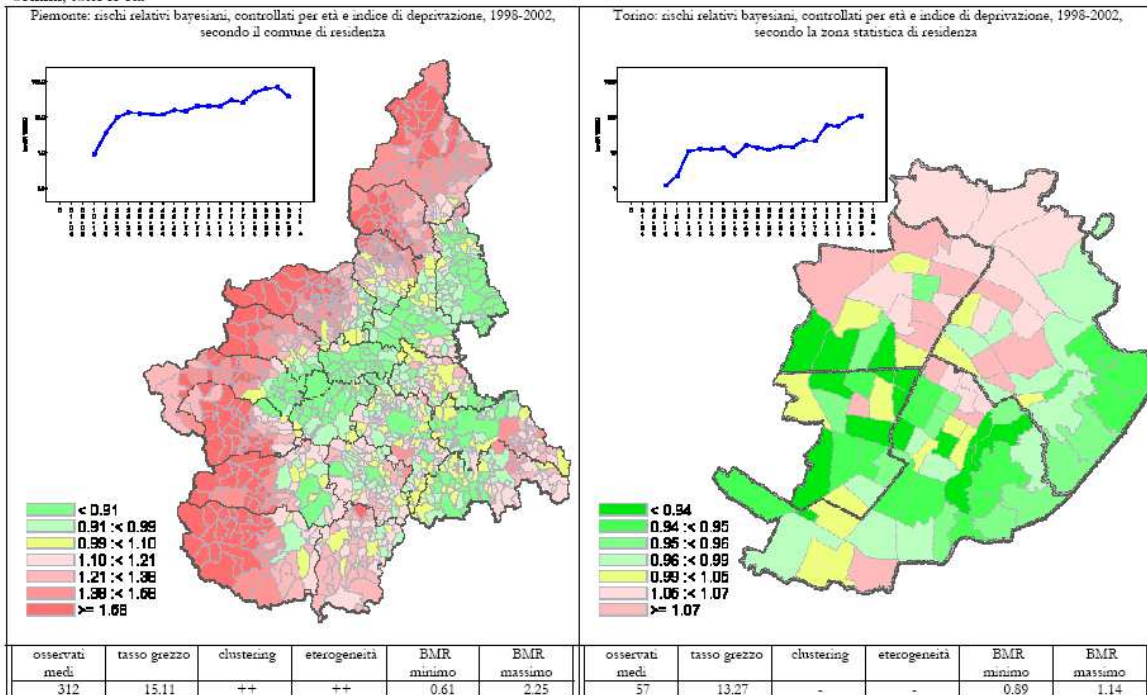 Piemonte: rischi relativi bayesiani, controllati per età e indice di deprivazione, 1998-2002,
secondo il comune di residenza
< 0.91
0.91 :< 0.99
0.99 :< 1.10
1.10 :< 1.21
1.21 :< 1.38
1.38 :< 1.58
>= 1.58
osservati medi tasso grezzo clustering eterogeneità BMR minimo BMR massimo
312 15.11 ++ ++ 0.61 2.25
Torino: rischi relativi bayesiani, controllati per età e indice di deprivazione, 1998-2002,
secondo la zona statistica di residenza
< 0.94
0.94 :< 0.95
0.95 :< 0.96
0.96 :< 0.99
0.99 :< 1.05
1.05 :< 1.07
>= 1.07
osservati medi tasso grezzo clustering eterogeneità BMR minimo BMR massimo
57 13.27 - - 0.89 1.14